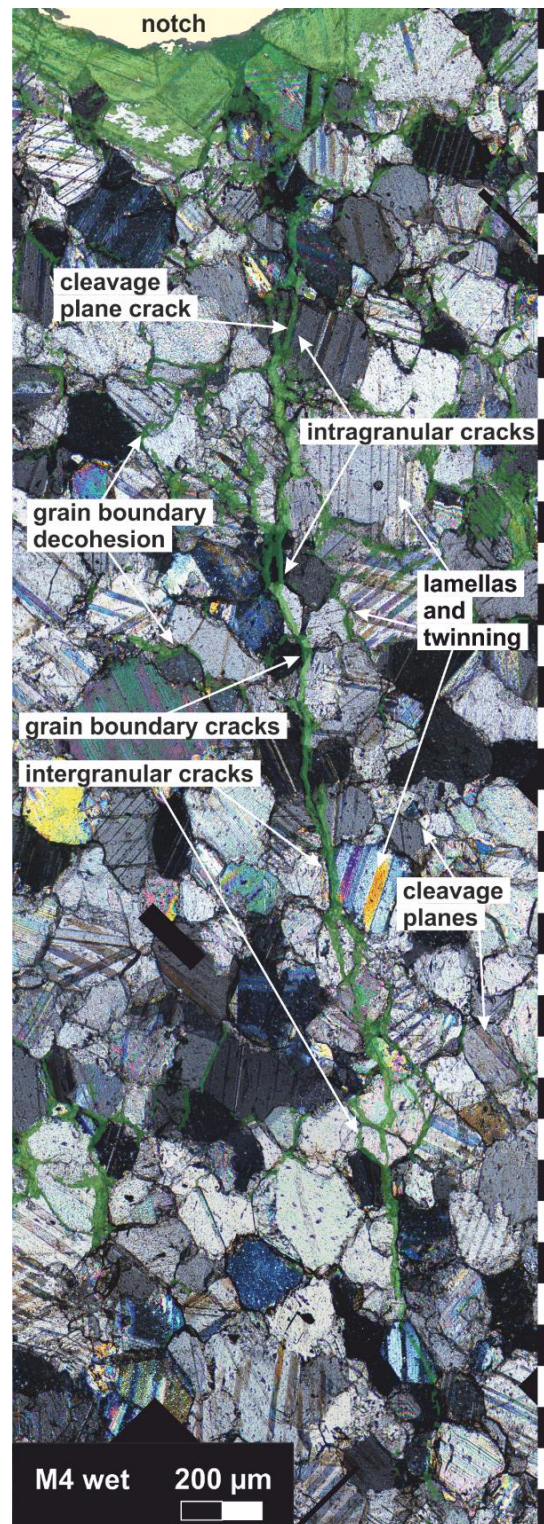 notch
cleavage
plane crack
intragranular cracks
grain boundary
decohesion
lamellas
and
twinning
grain boundary cracks
intergranular cracks
cleavage
planes
M4 wet 200 µm